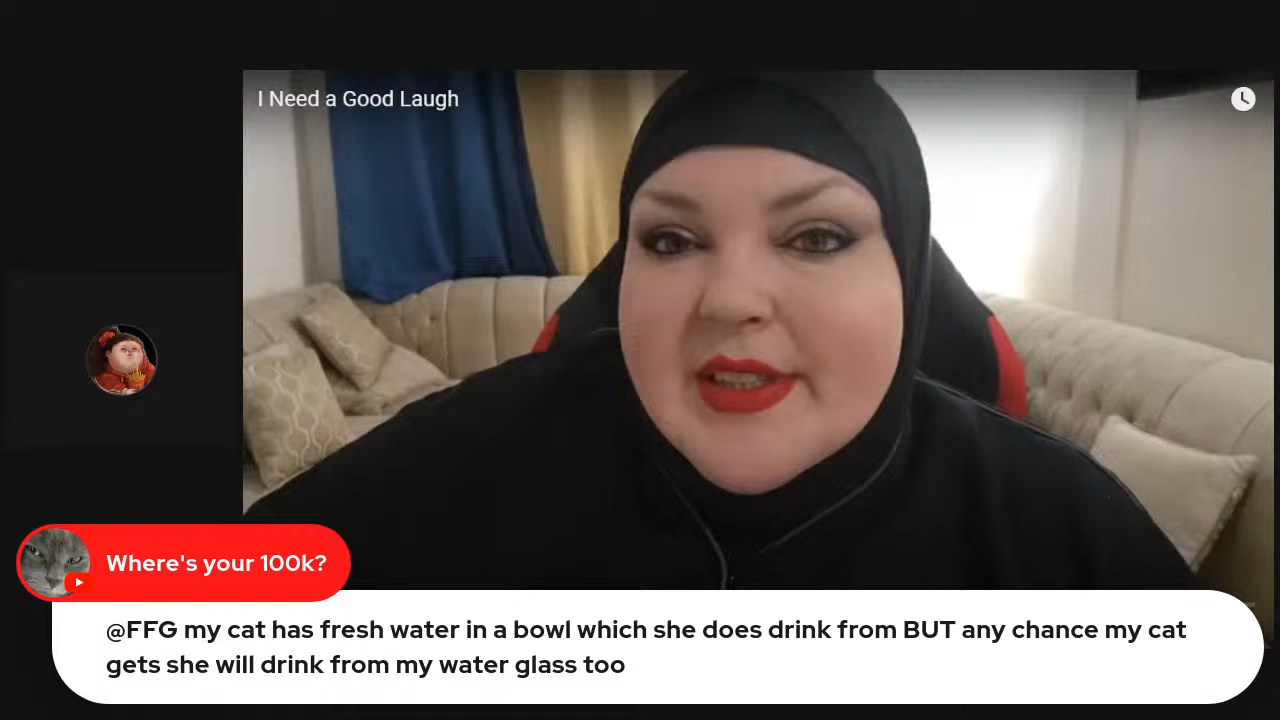 I Need a Good Laugh
Where's your 100k?
@FFG my cat has fresh water in a bowl which she does drink from BUT any chance my cat
gets she will drink from my water glass too